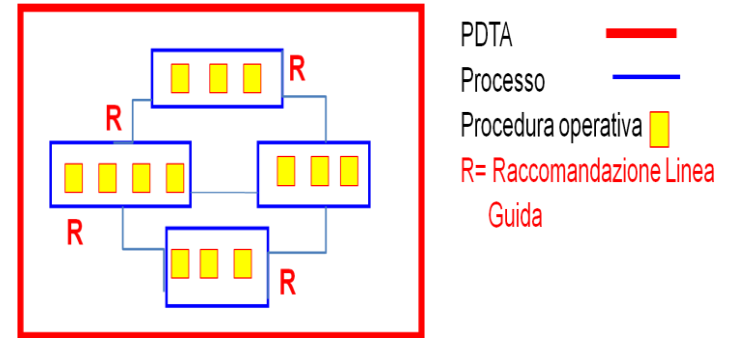 R
R
R
R
PDTA
Processo
Procedura operativa
R= Raccomandazione Linea
Guida